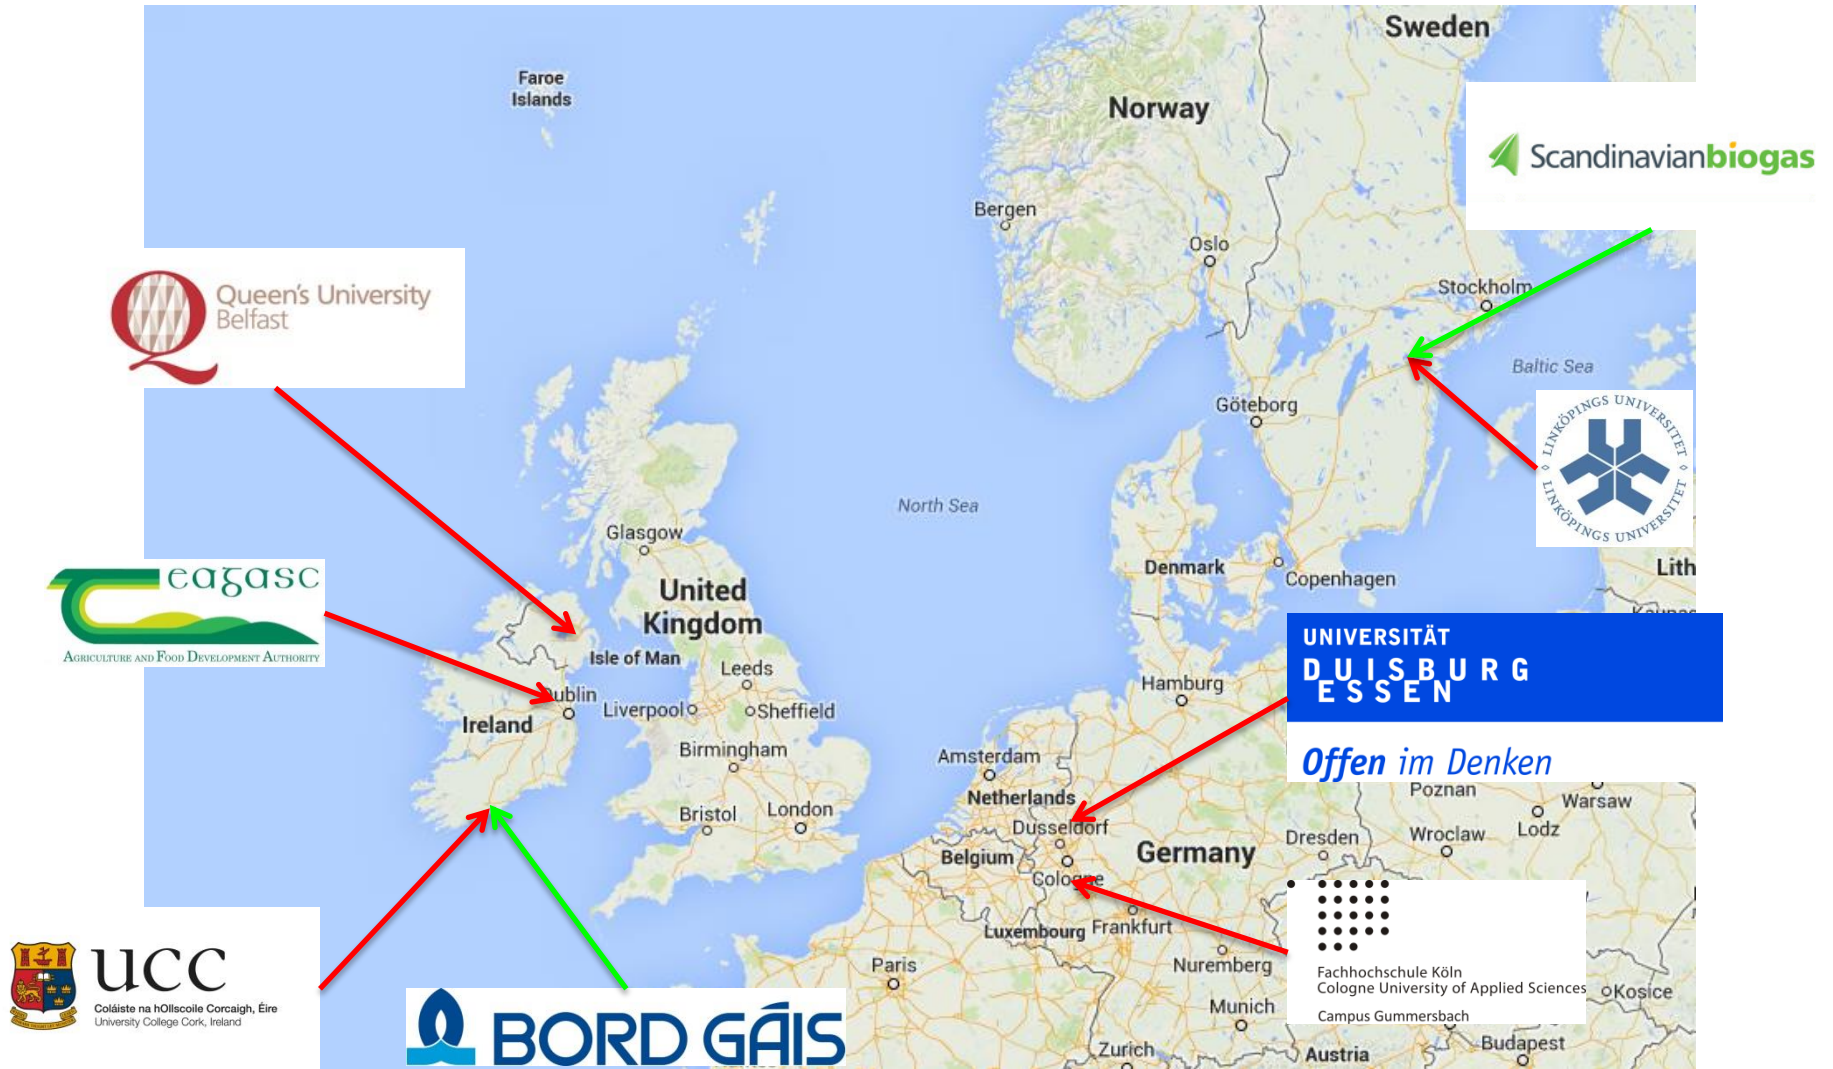 Sweden
Faroe
Islands
Norway
Scandinavianbiogas
Bergen
Oslo
Stockholm
Queen's University
Belfast
Baltic Sea
Göteborg
LINKÖPINGS UNIVERSITET
LINKÖPINGS UNIVERSITET
North Sea
Glasgow
Denmark
Copenhagen
Lith
Kaunas
eagasc
AGRICULTURE AND FOOD DEVELOPMENT AUTHORITY
United
Kingdom
Isle of Man
Leeds
UNIVERSITÄT
DUISBURG
ESSEN
Hamburg
Dublin
Liverpool
Sheffield
Ireland
Birmingham
Amsterdam
Offen im Denken
Netherlands
Poznan
Warsaw
Bristol
London
Dusseldorf
Dresden
Wroclaw
Lodz
Belgium
Germany
Cologne
Luxembourg
Frankfurt
Paris
Nuremberg
Fachhochschule Köln
Cologne University of Applied Sciences
Campus Gummersbach
Kosice
Munich
UCC
Coláiste na hOllscoile Corcaigh, Éire
University College Cork, Ireland
BORD GÁIS
Zurich
Austria
Budapest